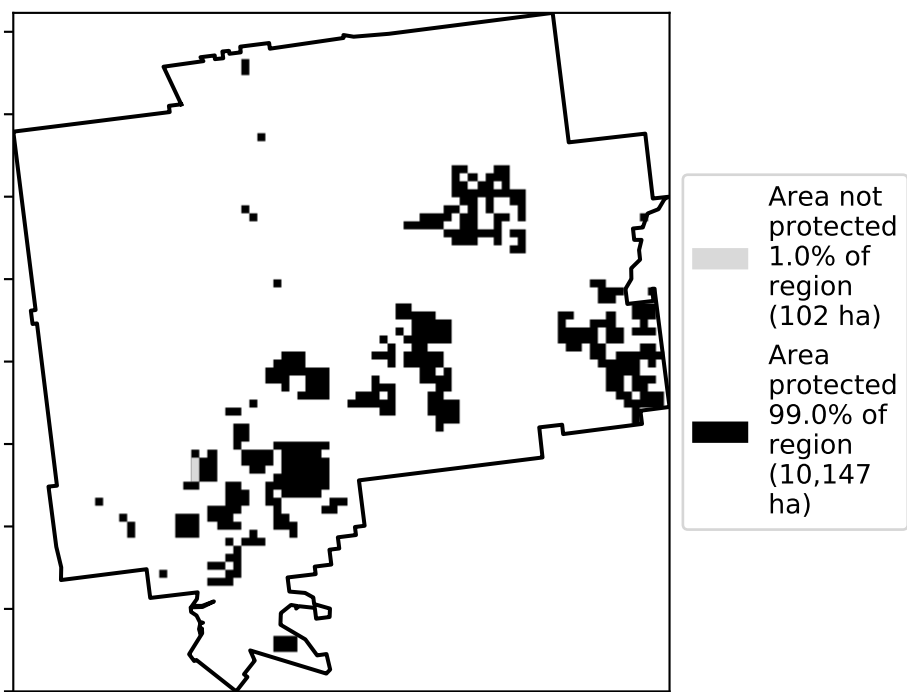 Area not
protected
1.0% of
region
(102 ha)
Area
protected
99.0% of
region
(10,147
ha)